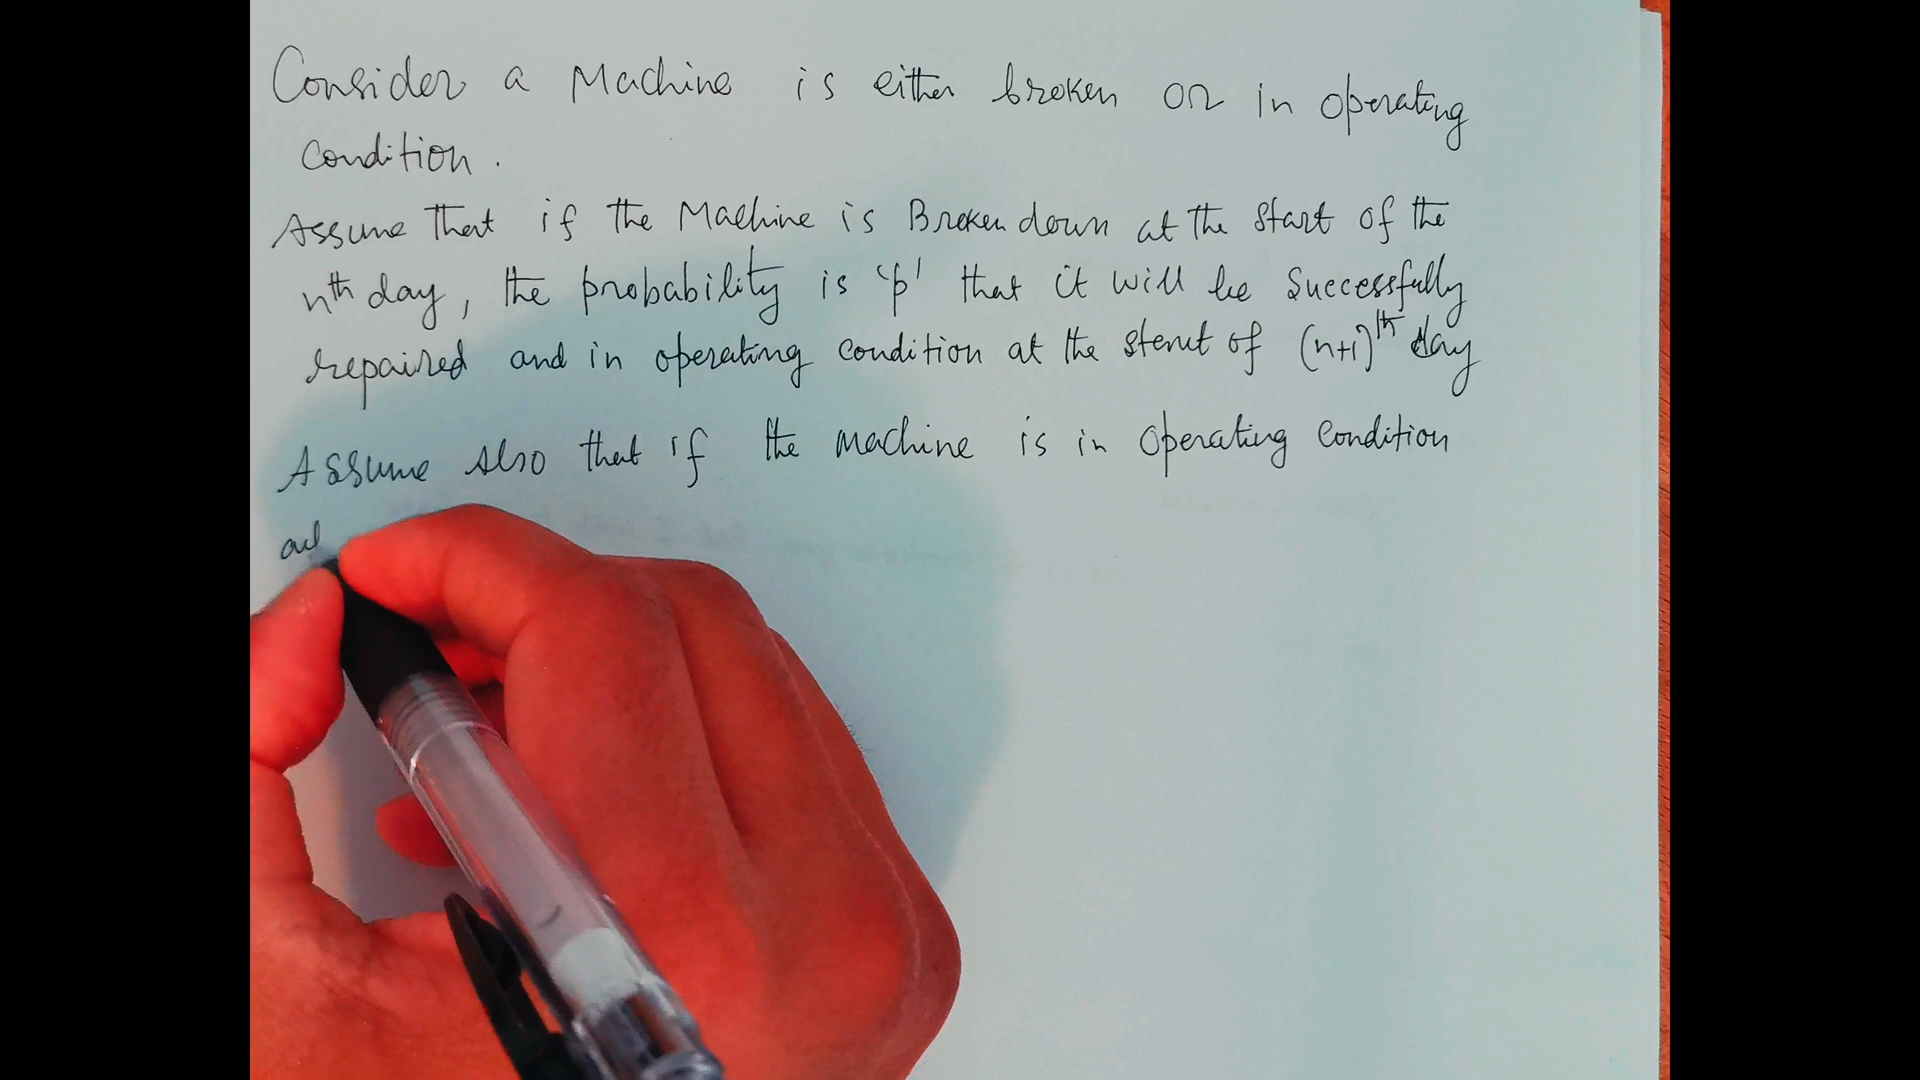 Consider a Machine is either broken or in operating
condition.
Assume that if the Machine is Broken down at the start of the
nth day, the probability is 'p' that it will be successfully
repaired and in operating condition at the start of (n+1)th day
Assume Also that if the machine is in operating condition